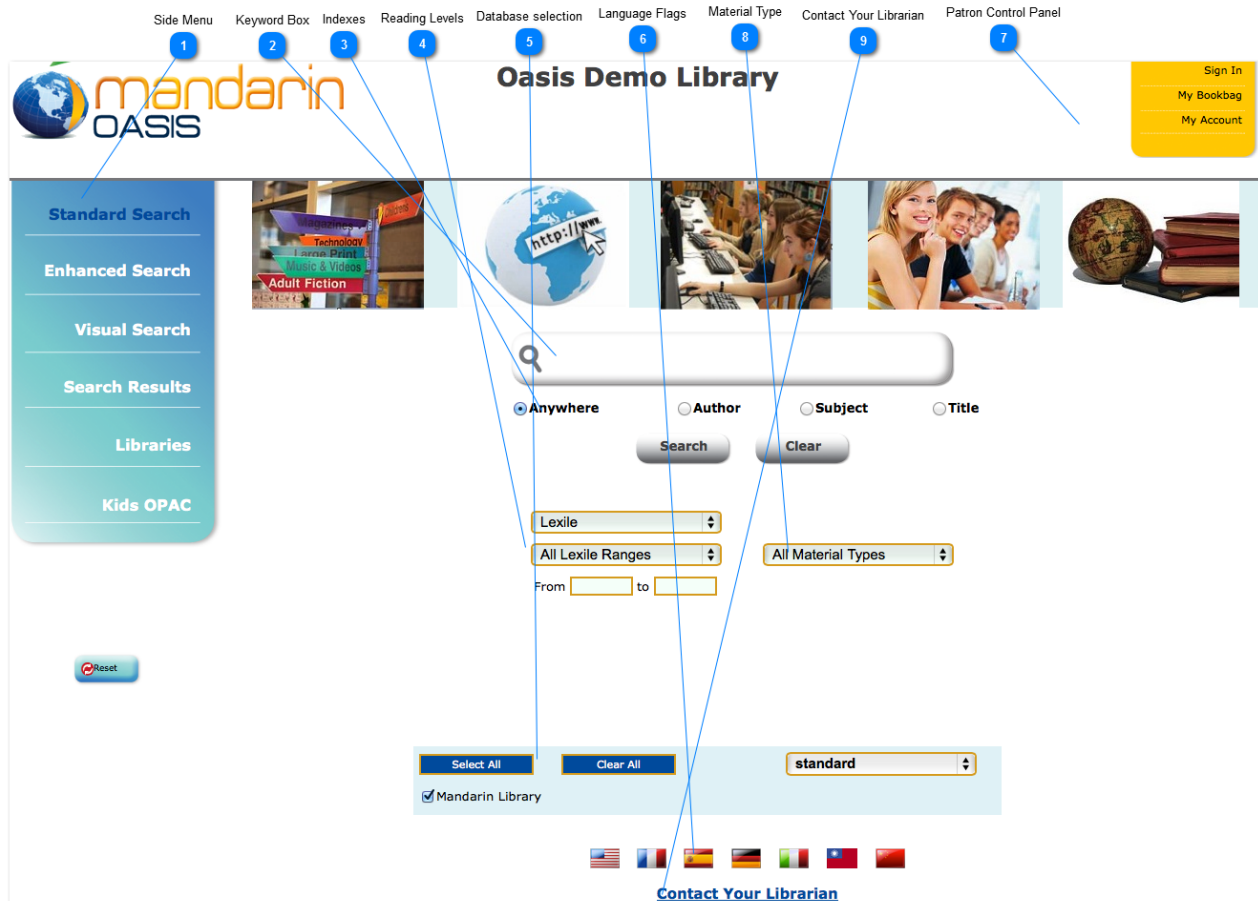 Side Menu Keyword Box Indexes Reading Levels Database selection Language Flags Material Type Contact Your Librarian Patron Control Panel
1 2 3 4 5 6 8 9 7
mandarin
OASIS
Oasis Demo Library
Sign In
My Bookbag
My Account
Standard Search
Enhanced Search
Visual Search
Search Results
Libraries
Kids OPAC
Reset
Magazines
Childrens
Technology
Large Print
Music & Videos
Adult Fiction
http://www.
Anywhere Author Subject Title
Search Clear
Lexile
All Lexile Ranges All Material Types
From to
Select All Clear All standard
Mandarin Library
Contact Your Librarian